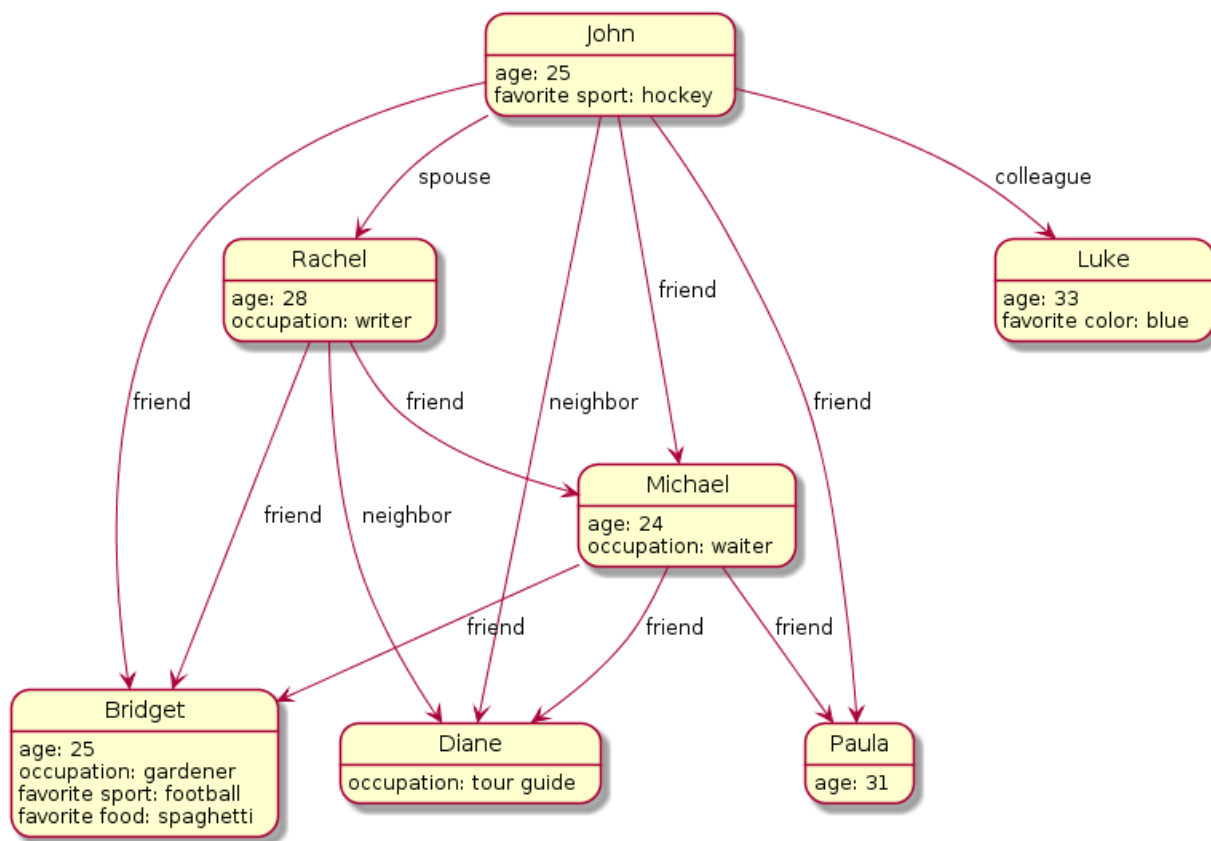 John
age: 25
favorite sport: hockey
spouse
colleague
Rachel
age: 28
occupation: writer
friend
Luke
age: 33
favorite color: blue
friend
friend
neighbor
friend
Michael
age: 24
occupation: waiter
friend
neighbor
friend
friend
friend
Bridget
age: 25
occupation: gardener
favorite sport: football
favorite food: spaghetti
Diane
occupation: tour guide
Paula
age: 31